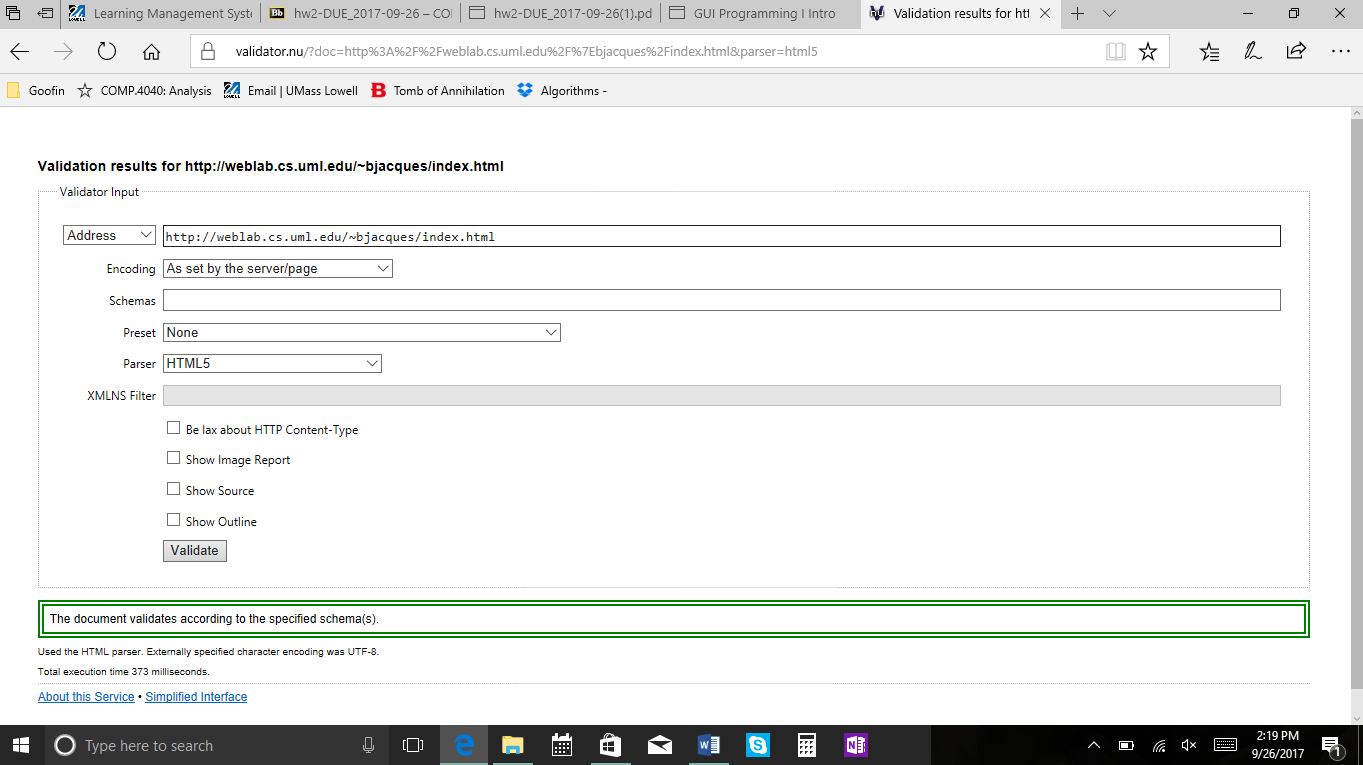 Learning Management Syst
Bb hw2-DUE_2017-09-26 – CO
hw2-DUE_2017-09-26(1).pd
GUI Programming I Intro
Validation results for htt
validator.nu/?doc=http%3A%2F%2Fweblab.cs.uml.edu%2F%7Ebjacques%2Findex.html&parser=html5
Goofin COMP.4040: Analysis Email | UMass Lowell B Tomb of Annihilation Algorithms -
Validation results for http://weblab.cs.uml.edu/~bjacques/index.html
Validator Input
Address http://weblab.cs.uml.edu/~bjacques/index.html
Encoding As set by the server/page
Schemas
Preset None
Parser HTML5
XMLNS Filter
Be lax about HTTP Content-Type
Show Image Report
Show Source
Show Outline
Validate
The document validates according to the specified schema(s).
Used the HTML parser. Externally specified character encoding was UTF-8.
Total execution time 373 milliseconds.
About this Service • Simplified Interface
Type here to search
2:19 PM
9/26/2017
1